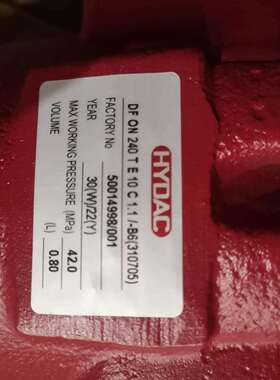 HYDAC
DF ON 240 T E 10 C 1.1 /-B6(310705)
FACTORY No 50014998/001
YEAR 30(W)/22(Y)
MAX WORKING PRESSURE (MPa) 42.0
VOLUME (L) 0.80